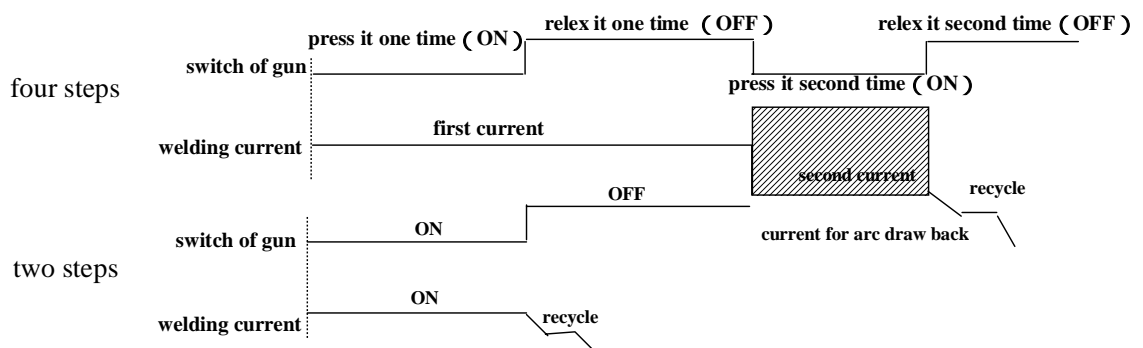 relex it one time （OFF）
relex it second time（OFF）
press it one time（ON）
switch of gun
four steps
press it second time（ON）
first current
welding current
second current
recycle
OFF
ON
switch of gun
current for arc draw back
two steps
ON
recycle
welding current